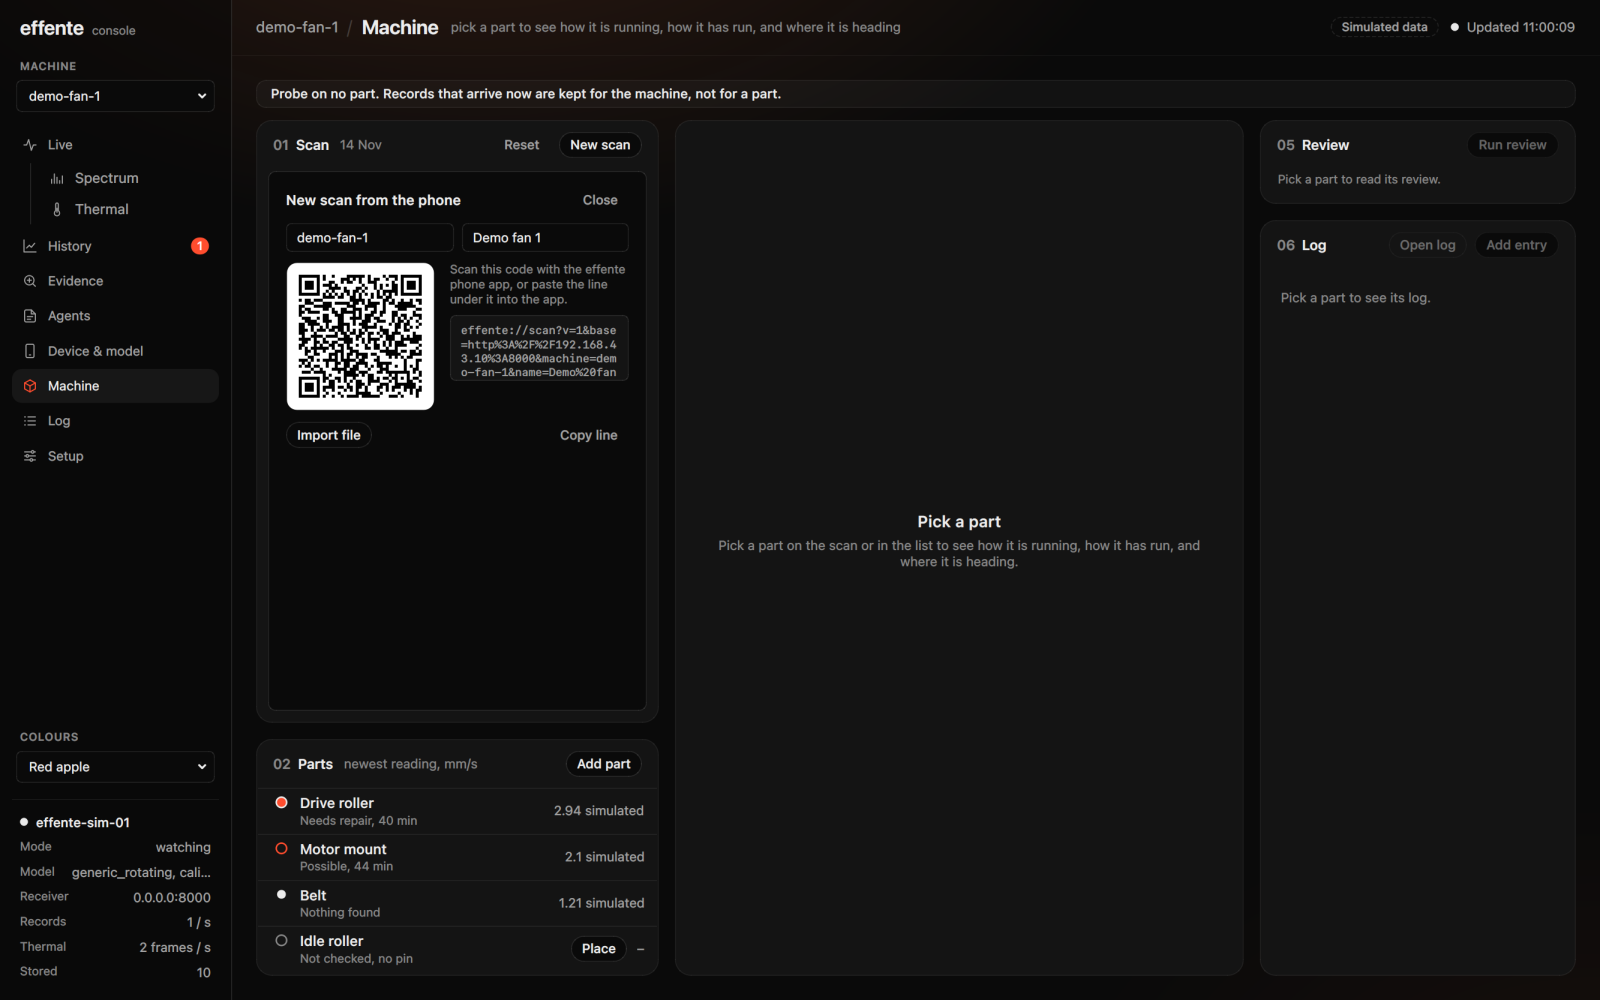 effente console
MACHINE
demo-fan-1
Live
Spectrum
Thermal
History 1
Evidence
Agents
Device & model
Machine
Log
Setup
COLOURS
Red apple
effente-sim-01
Mode watching
Model generic_rotating, cali...
Receiver 0.0.0.0:8000
Records 1 / s
Thermal 2 frames / s
Stored 10
demo-fan-1 / Machine pick a part to see how it is running, how it has run, and where it is heading
Simulated data Updated 11:00:09
Probe on no part. Records that arrive now are kept for the machine, not for a part.
01 Scan 14 Nov Reset New scan
New scan from the phone Close
demo-fan-1 Demo fan 1
Scan this code with the effente
phone app, or paste the line
under it into the app.
effente://scan?v=1&base
=http%3A%2F%2F192.168.4
3.10%3A8000&machine=dem
o-fan-1&name=Demo%20fan
Import file Copy line
02 Parts newest reading, mm/s Add part
Drive roller 2.94 simulated
Needs repair, 40 min
Motor mount 2.1 simulated
Possible, 44 min
Belt 1.21 simulated
Nothing found
Idle roller Place –
Not checked, no pin
Pick a part
Pick a part on the scan or in the list to see how it is running, how it has run, and
where it is heading.
05 Review Run review
Pick a part to read its review.
06 Log Open log Add entry
Pick a part to see its log.